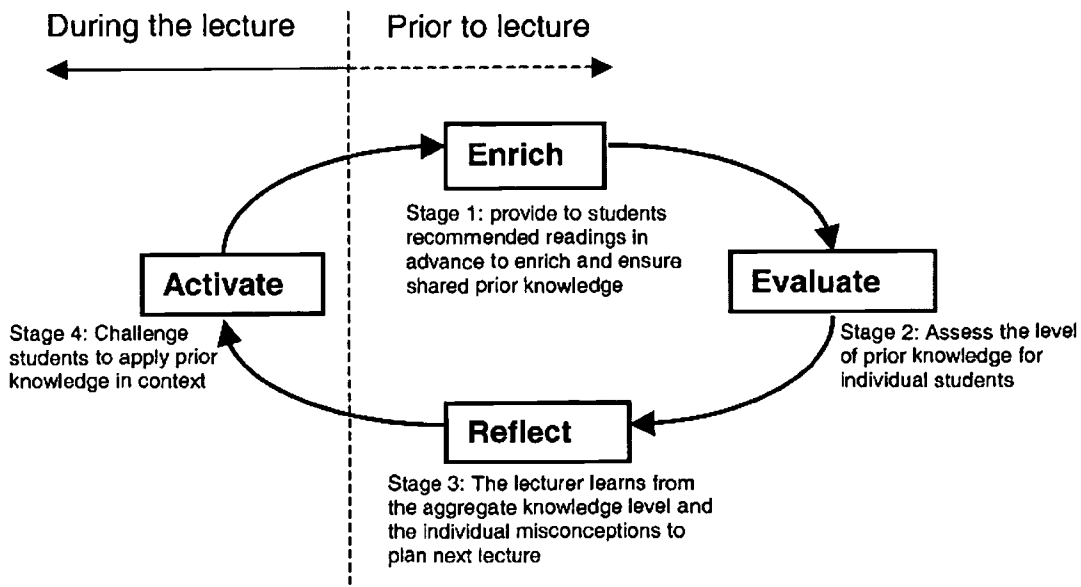 During the lecture
Prior to lecture
Enrich
Stage 1: provide to students
recommended readings in
advance to enrich and ensure
shared prior knowledge
Activate
Evaluate
Stage 4: Challenge
students to apply prior
knowledge in context
Stage 2: Assess the level
of prior knowledge for
individual students
Reflect
Stage 3: The lecturer learns from
the aggregate knowledge level and
the individual misconceptions to
plan next lecture